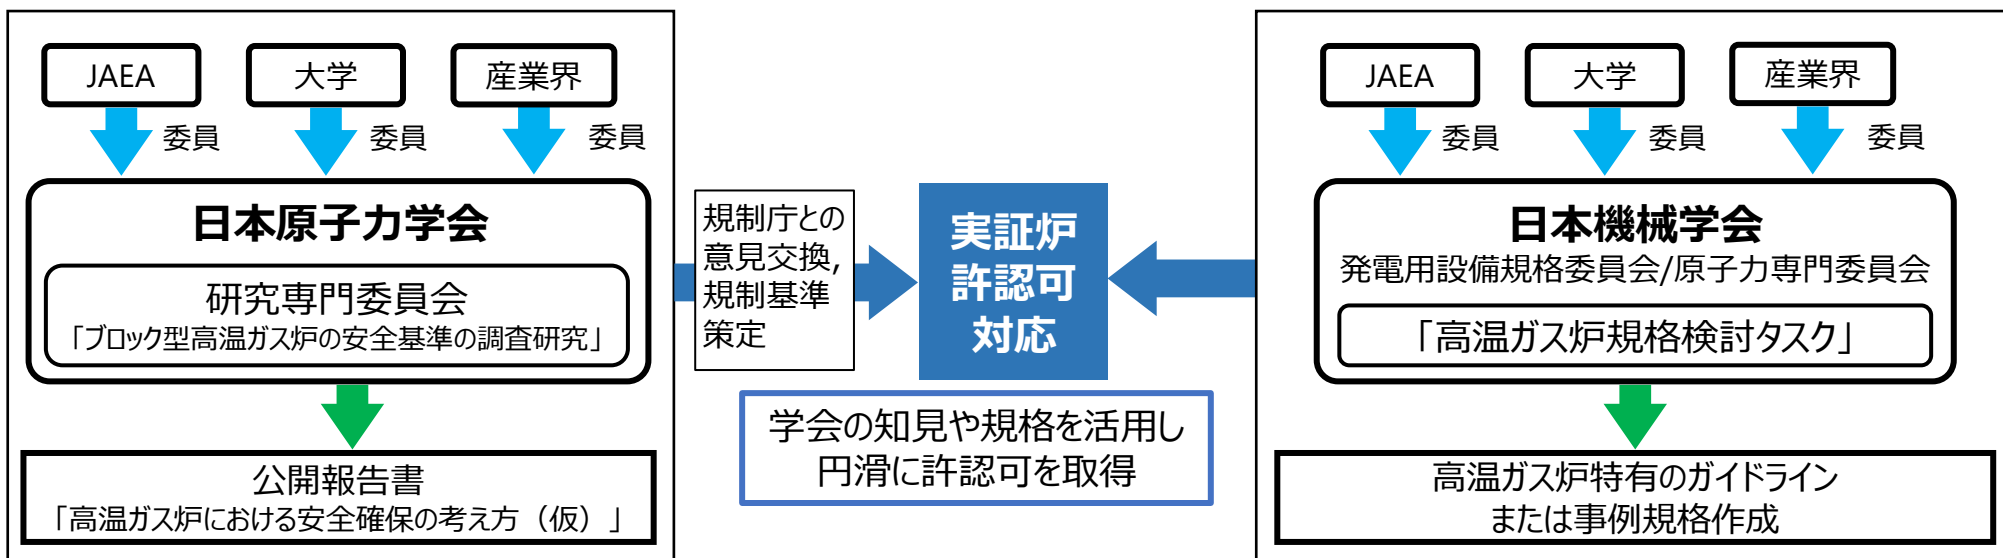 JAEA
大学
産業界
委員
委員
委員
日本原子力学会
研究専門委員会
「ブロック型高温ガス炉の安全基準の調査研究」
公開報告書
「高温ガス炉における安全確保の考え方（仮）」
規制庁との
意見交換,
規制基準
策定
実証炉
許認可
対応
学会の知見や規格を活用し
円滑に許認可を取得
JAEA
大学
産業界
委員
委員
委員
日本機械学会
発電用設備規格委員会/原子力専門委員会
「高温ガス炉規格検討タスク」
高温ガス炉特有のガイドライン
または事例規格作成